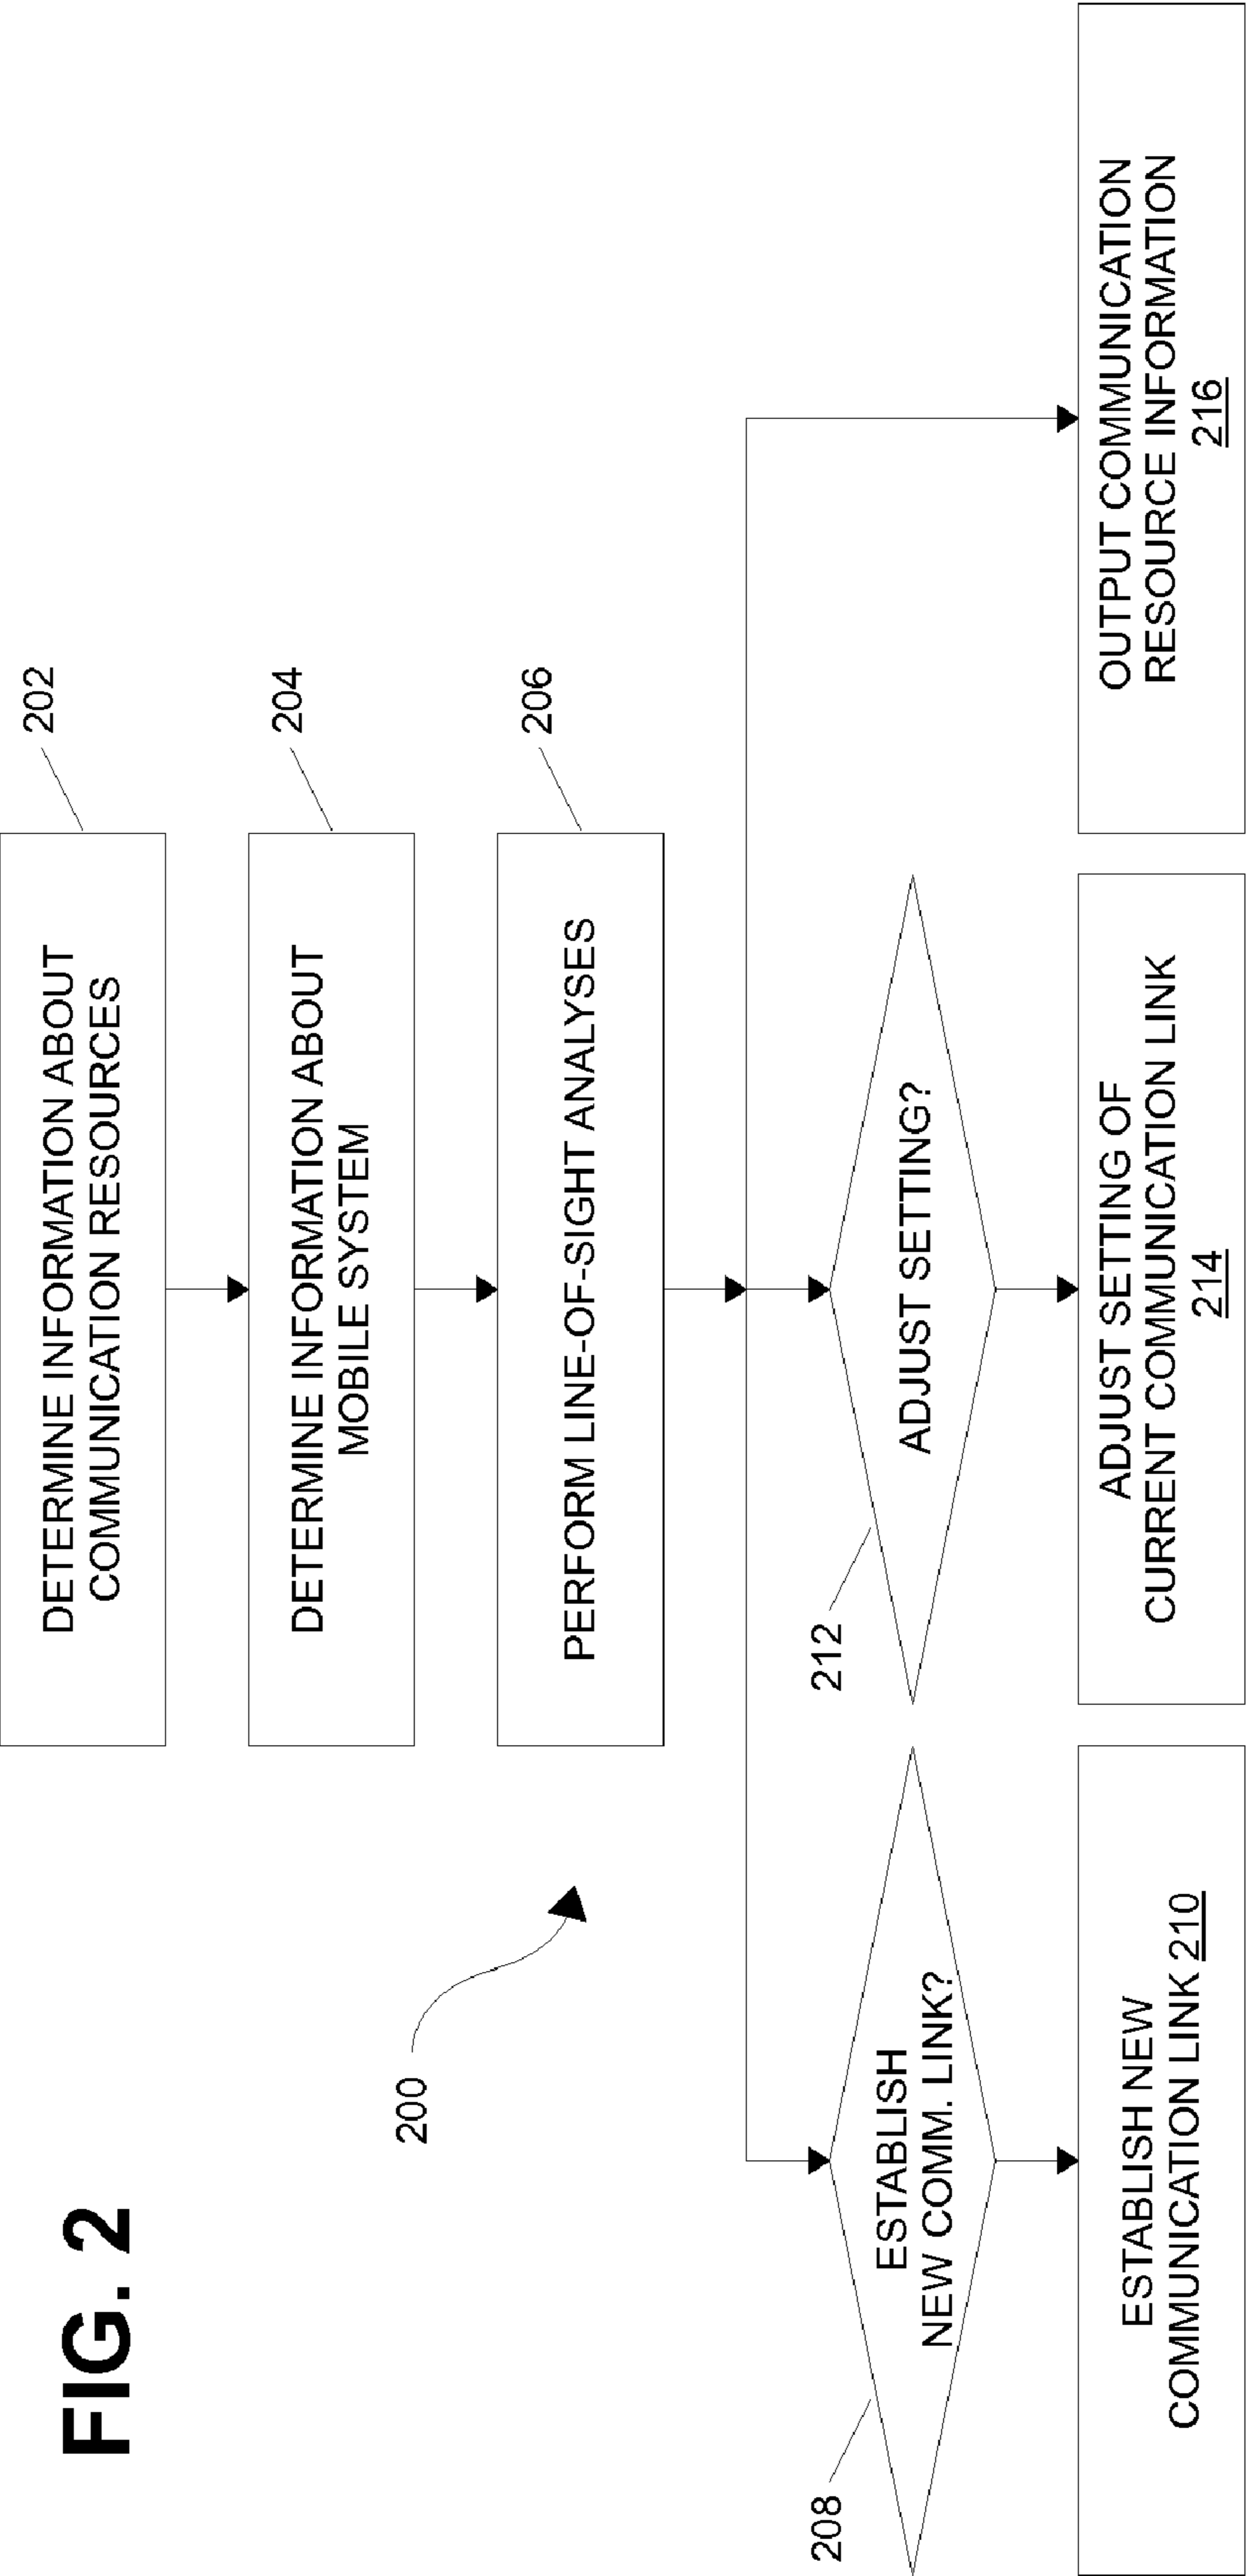 FIG. 2
200
DETERMINE INFORMATION ABOUT
COMMUNICATION RESOURCES
202
DETERMINE INFORMATION ABOUT
MOBILE SYSTEM
204
PERFORM LINE-OF-SIGHT ANALYSES
206
208
ESTABLISH
NEW COMM. LINK?
212
ADJUST SETTING?
ESTABLISH NEW
COMMUNICATION LINK 210
ADJUST SETTING OF
CURRENT COMMUNICATION LINK
214
OUTPUT COMMUNICATION
RESOURCE INFORMATION
216